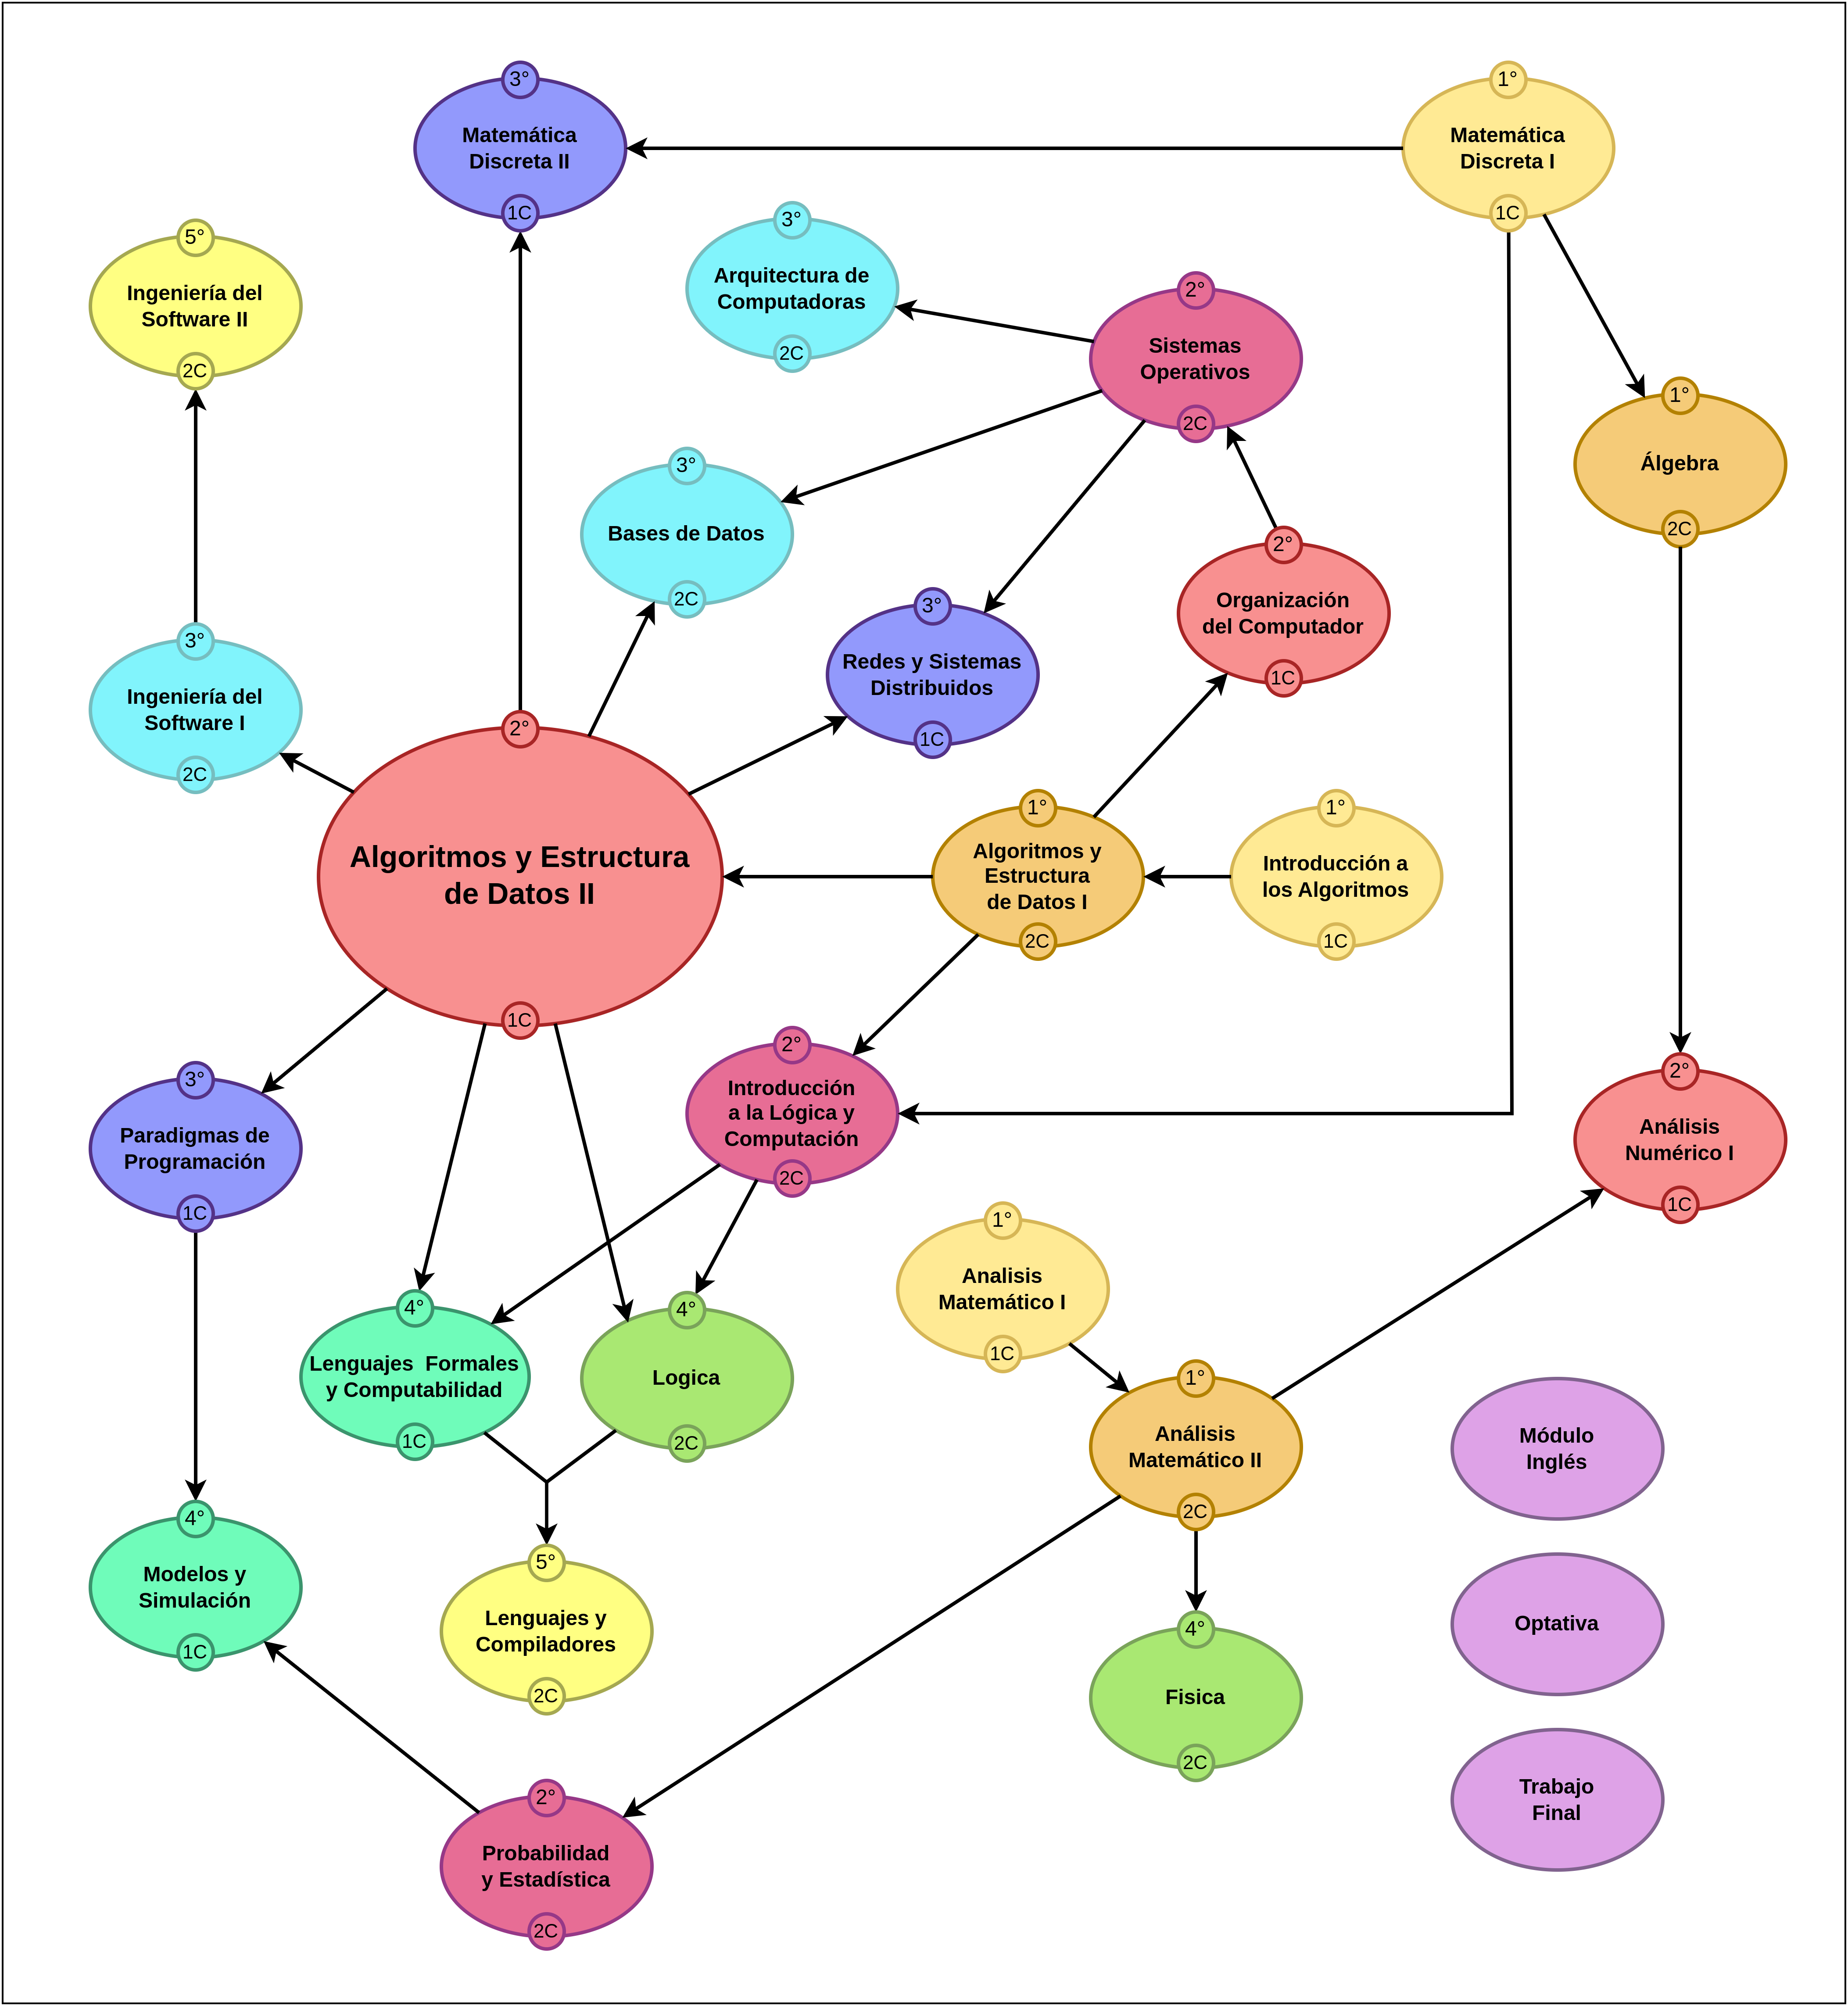 3°
Matemática
Discreta II
1C
1°
Matemática
Discreta I
1C
3°
Arquitectura de
Computadoras
2C
5°
Ingeniería del
Software II
2C
2°
Sistemas
Operativos
2C
1°
Álgebra
2C
3°
Bases de Datos
2C
2°
Organización
del Computador
1C
3°
Redes y Sistemas
Distribuidos
1C
3°
Ingeniería del
Software I
2C
2°
Algoritmos y Estructura
de Datos II
1C
1°
Algoritmos y
Estructura
de Datos I
2C
1°
Introducción a
los Algoritmos
1C
2°
Introducción
a la Lógica y
Computación
2C
3°
Paradigmas de
Programación
1C
2°
Análisis
Numérico I
1C
1°
Analisis
Matemático I
1C
4°
Lenguajes  Formales
y Computabilidad
1C
4°
Logica
2C
1°
Análisis
Matemático II
2C
Módulo
Inglés
4°
Modelos y
Simulación
1C
5°
Lenguajes y
Compiladores
2C
Optativa
4°
Fisica
2C
Trabajo
Final
2°
Probabilidad
y Estadística
2C